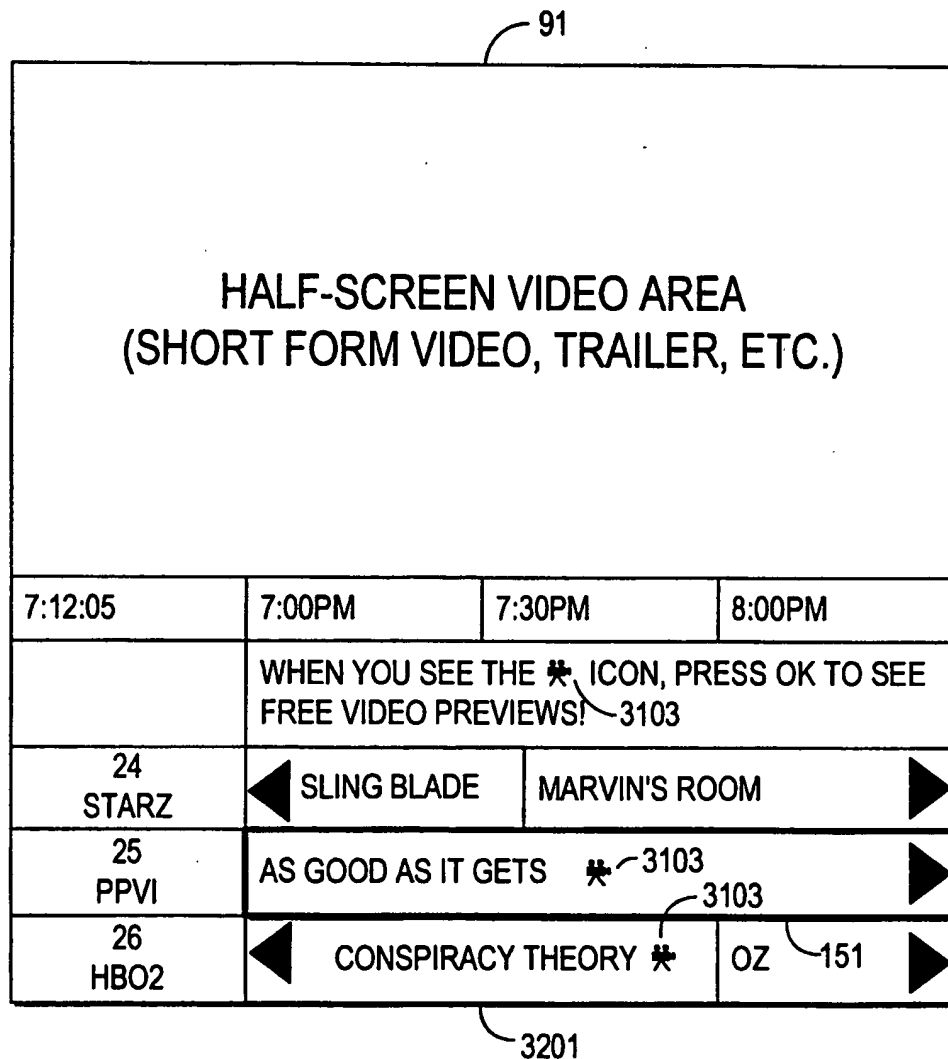 91
HALF-SCREEN VIDEO AREA
(SHORT FORM VIDEO, TRAILER, ETC.)
7:12:05 7:00PM 7:30PM 8:00PM
WHEN YOU SEE THE ICON, PRESS OK TO SEE
FREE VIDEO PREVIEWS! 3103
24
STARZ
SLING BLADE MARVIN'S ROOM
25
PPVI
AS GOOD AS IT GETS 3103
3103
26
HBO2
CONSPIRACY THEORY OZ 151
3201